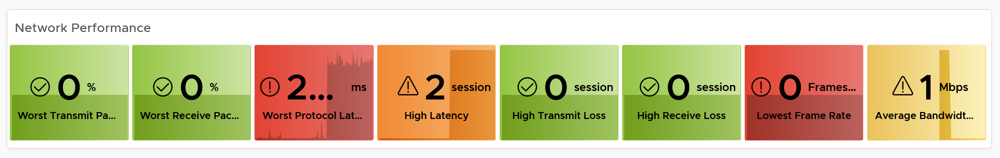 Network Performance
0 %
Worst Transmit Pa...
0 %
Worst Receive Pac...
2... ms
Worst Protocol Lat...
2 session
High Latency
0 session
High Transmit Loss
0 session
High Receive Loss
0 Frames...
Lowest Frame Rate
1 Mbps
Average Bandwidt...